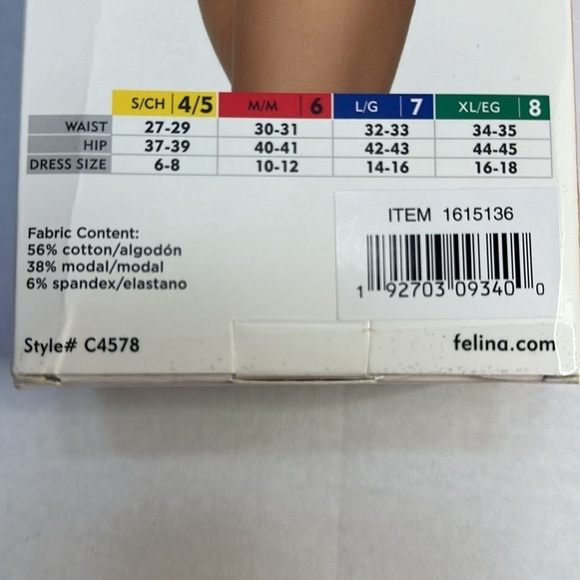 S/CH 4/5 M/M 6 L/G 7 XL/EG 8
WAIST 27-29 30-31 32-33 34-35
HIP 37-39 40-41 42-43 44-45
DRESS SIZE 6-8 10-12 14-16 16-18
ITEM 1615136
Fabric Content:
56% cotton/algodón
38% modal/modal
6% spandex/elastano
1 92703 09340 0
Style# C4578
felina.com